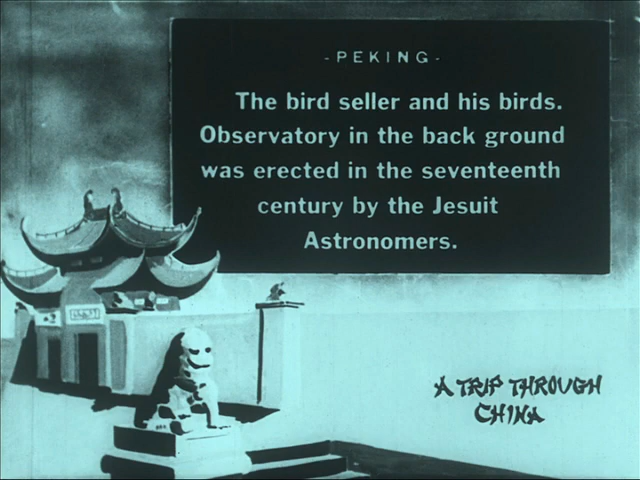 -PEKING-
The bird seller and his birds.
Observatory in the back ground
was erected in the seventeenth
century by the Jesuit
Astronomers.
A TRIP THROUGH
CHINA